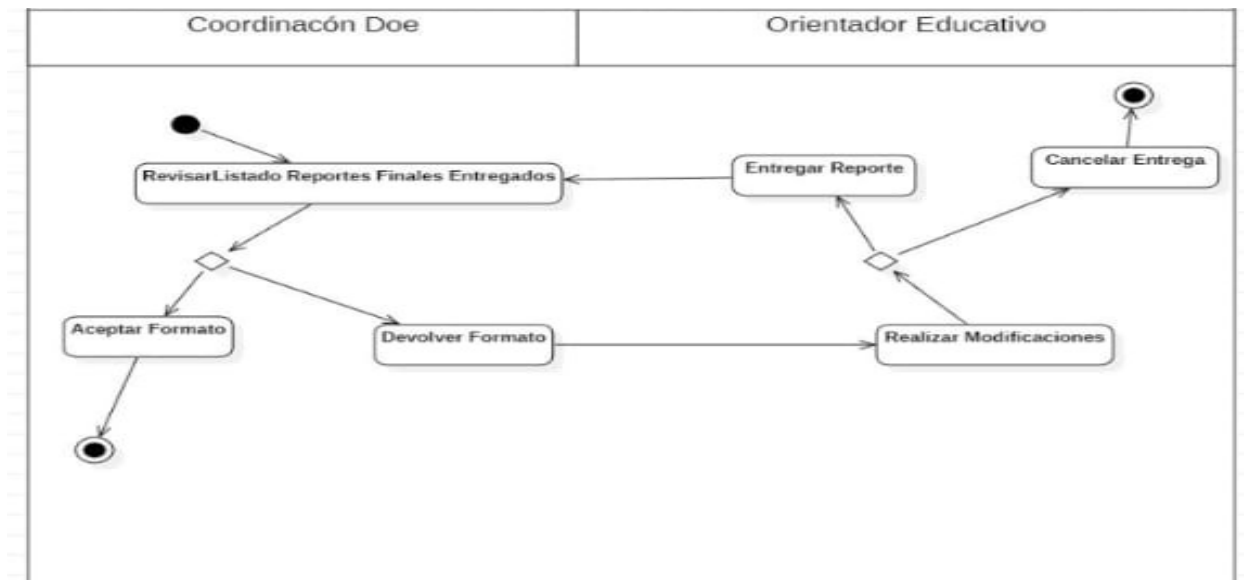 Coordinacón Doe
Orientador Educativo
Cancelar Entrega
RevisarListado Reportes Finales Entregados
Entregar Reporte
Aceptar Formato
Devolver Formato
Realizar Modificaciones